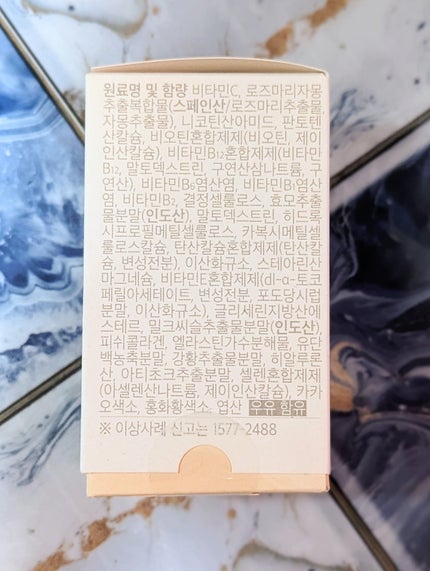 원료명 및 함량 비타민C, 로즈마리자몽
추출복합물(스페인산/로즈마리추출물,
자몽추출물), 니코틴산아미드, 판토텐
산칼슘, 비오틴혼합제제(비오틴, 제이
인산칼슘), 비타민B12혼합제제(비타민
B12, 말토덱스트린, 구연산삼나트륨, 구
연산), 비타민B6염산염, 비타민B1염산
염, 비타민B2, 결정셀룰로스, 효모추출
물분말(인도산), 말토덱스트린, 히드록
시프로필메틸셀룰로스, 카복시메틸셀
룰로스칼슘, 탄산칼슘혼합제제(탄산칼
슘, 변성전분), 이산화규소, 스테아린산
마그네슘, 비타민E혼합제제(dl-α-토코
페릴아세테이트, 변성전분, 포도당시럽
분말, 이산화규소), 글리세린지방산에
스테르, 밀크씨슬추출물분말(인도산),
피쉬콜라겐, 엘라스틴가수분해물, 유단
백농축분말, 강황추출물분말, 히알루론
산, 아티초크추출분말, 셀렌혼합제제
(아셀렌산나트륨, 제이인산칼슘), 카카
오색소, 홍화황색소, 엽산 우유 함유
※ 이상사례 신고는 1577-2488